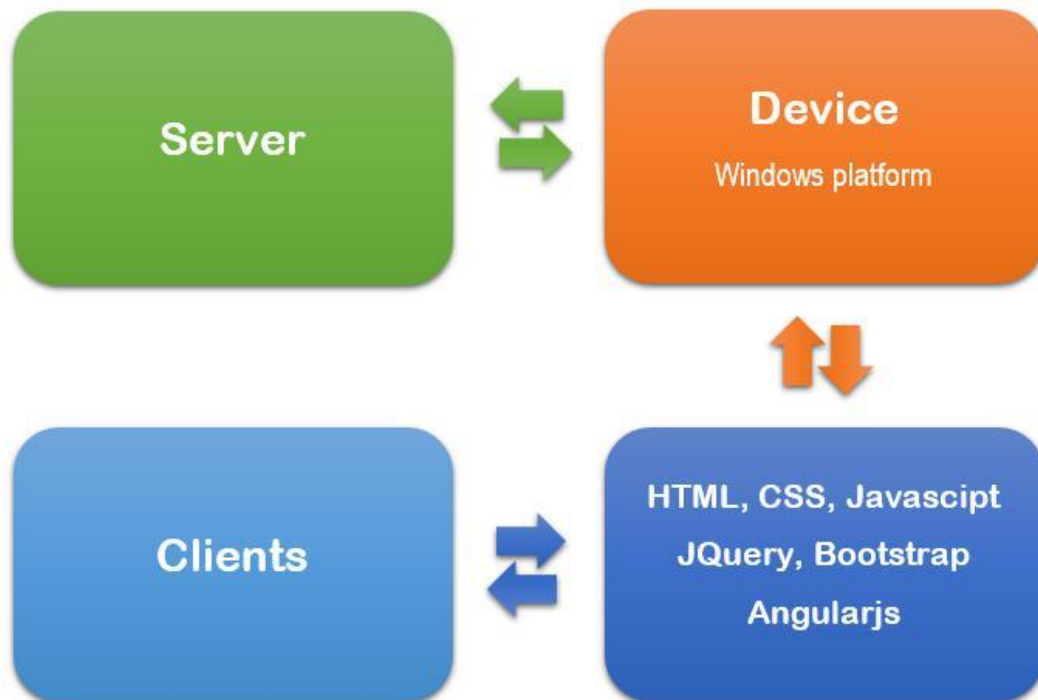 Server
Device
Windows platform
Clients
HTML, CSS, Javascipt
JQuery, Bootstrap
Angularjs